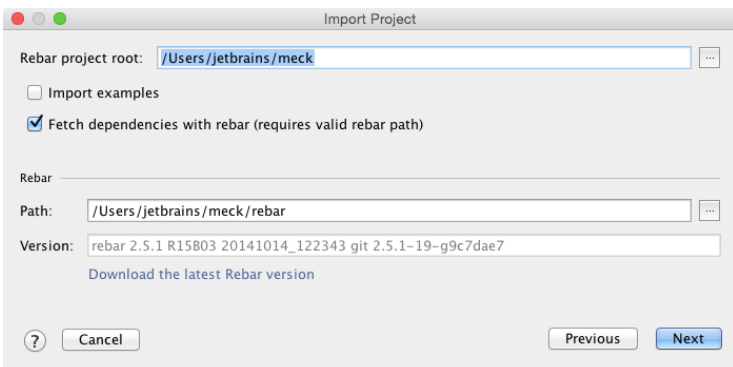 Import Project
Rebar project root: /Users/jetbrains/meck ...
Import examples
Fetch dependencies with rebar (requires valid rebar path)
Rebar
Path: /Users/jetbrains/meck/rebar ...
Version: rebar 2.5.1 R15B03 20141014_122343 git 2.5.1-19-g9c7dae7
Download the latest Rebar version
? Cancel Previous Next